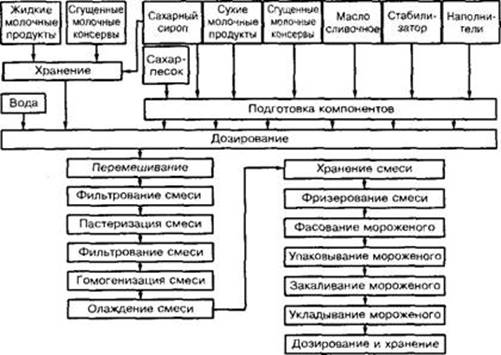 Жидкие
молочные
продукты
Сгущенные
молочные
консервы
Сахарный
сироп
Сухие
молочные
продукты
Сгущенные
молочные
консервы
Масло
сливочное
Стабили-
затор
Наполни-
тели
Хранение
Сахар-
песок
Вода
Подготовка компонентов
Дозирование
Перемешивание
Фильтрование смеси
Пастеризация смеси
Фильтрование смеси
Гомогенизация смеси
Олаждение смеси
Хранение смеси
Фризерование смеси
Фасование мороженого
Упаковывание мороженого
Закаливание мороженого
Укладывание мороженого
Дозирование и хранение